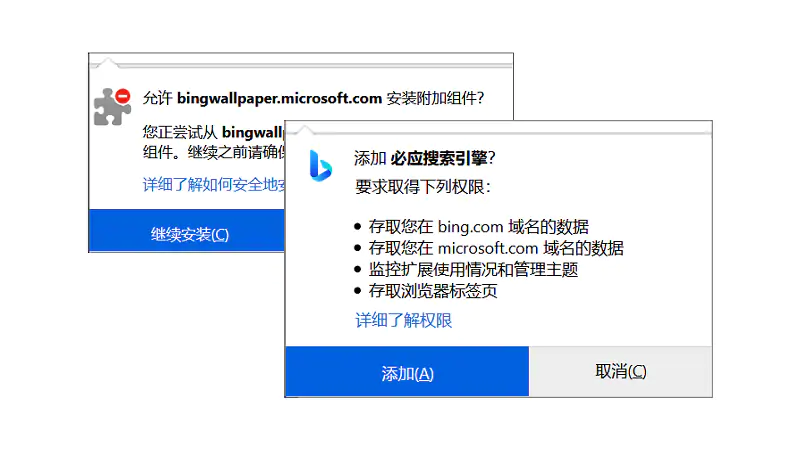 允许 bingwallpaper.microsoft.com 安装附加组件?
您正尝试从 bingwall
组件。继续之前请确
详细了解如何安全地
继续安装(C)
添加 必应搜索引擎?
要求取得下列权限:
• 存取您在 bing.com 域名的数据
• 存取您在 microsoft.com 域名的数据
• 监控扩展使用情况和管理主题
• 存取浏览器标签页
详细了解权限
添加(A)
取消(C)